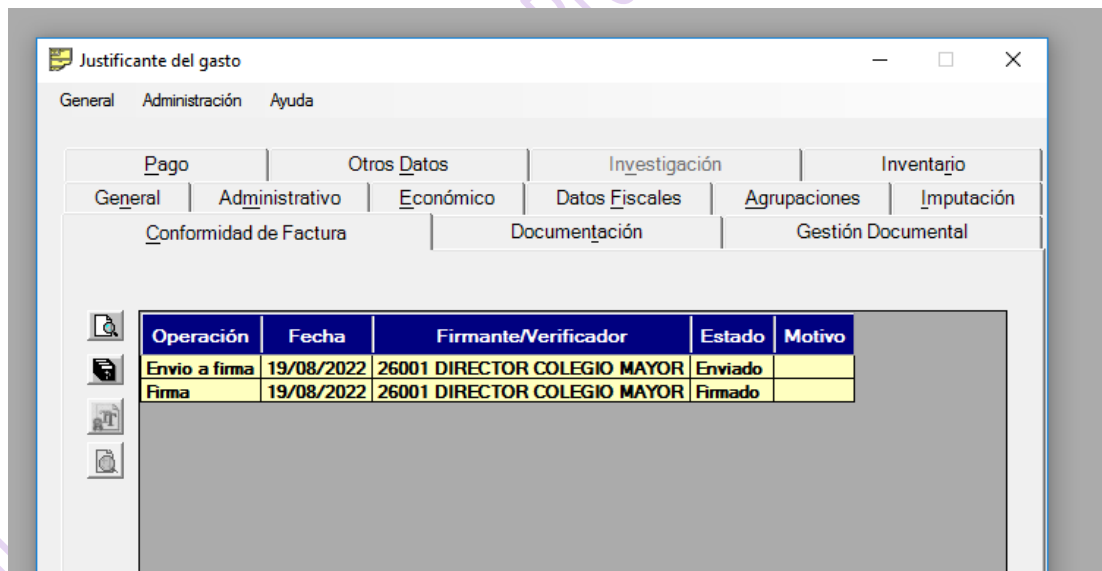 Justificante del gasto
General Administración Ayuda
Pago Otros Datos Investigación Inventario
General Administrativo Económico Datos Fiscales Agrupaciones Imputación
Conformidad de Factura Documentación Gestión Documental
Operación Fecha Firmante/Verificador Estado Motivo
Envio a firma 19/08/2022 26001 DIRECTOR COLEGIO MAYOR Enviado
Firma 19/08/2022 26001 DIRECTOR COLEGIO MAYOR Firmado